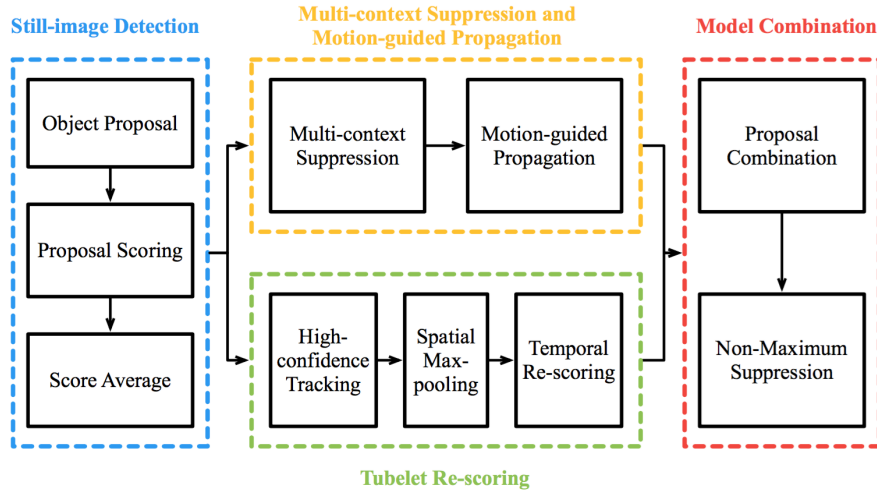 Still-image Detection
Object Proposal
Proposal Scoring
Score Average
Multi-context Suppression and
Motion-guided Propagation
Multi-context
Suppression
Motion-guided
Propagation
High-
confidence
Tracking
Spatial
Max-
pooling
Temporal
Re-scoring
Tubelet Re-scoring
Model Combination
Proposal
Combination
Non-Maximum
Suppression